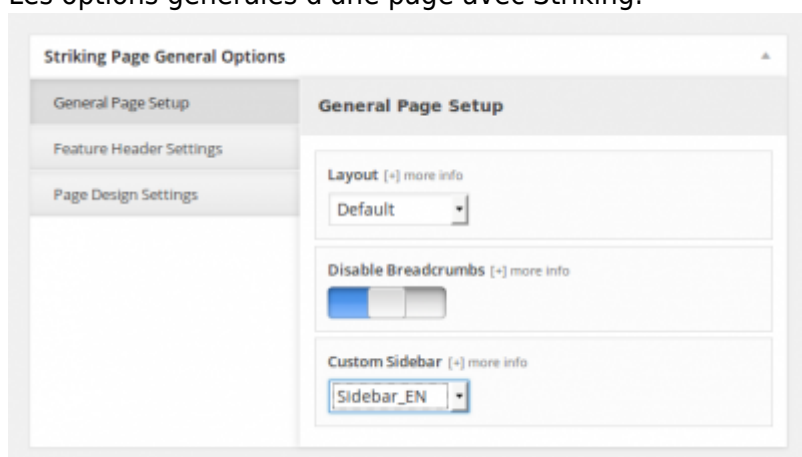 Les options générales d'une page avec Striking.
Striking Page General Options
General Page Setup
Feature Header Settings
Page Design Settings
General Page Setup
Layout [+] more info
Default
Disable Breadcrumbs [+] more info
Custom Sidebar [+] more info
Sidebar_EN